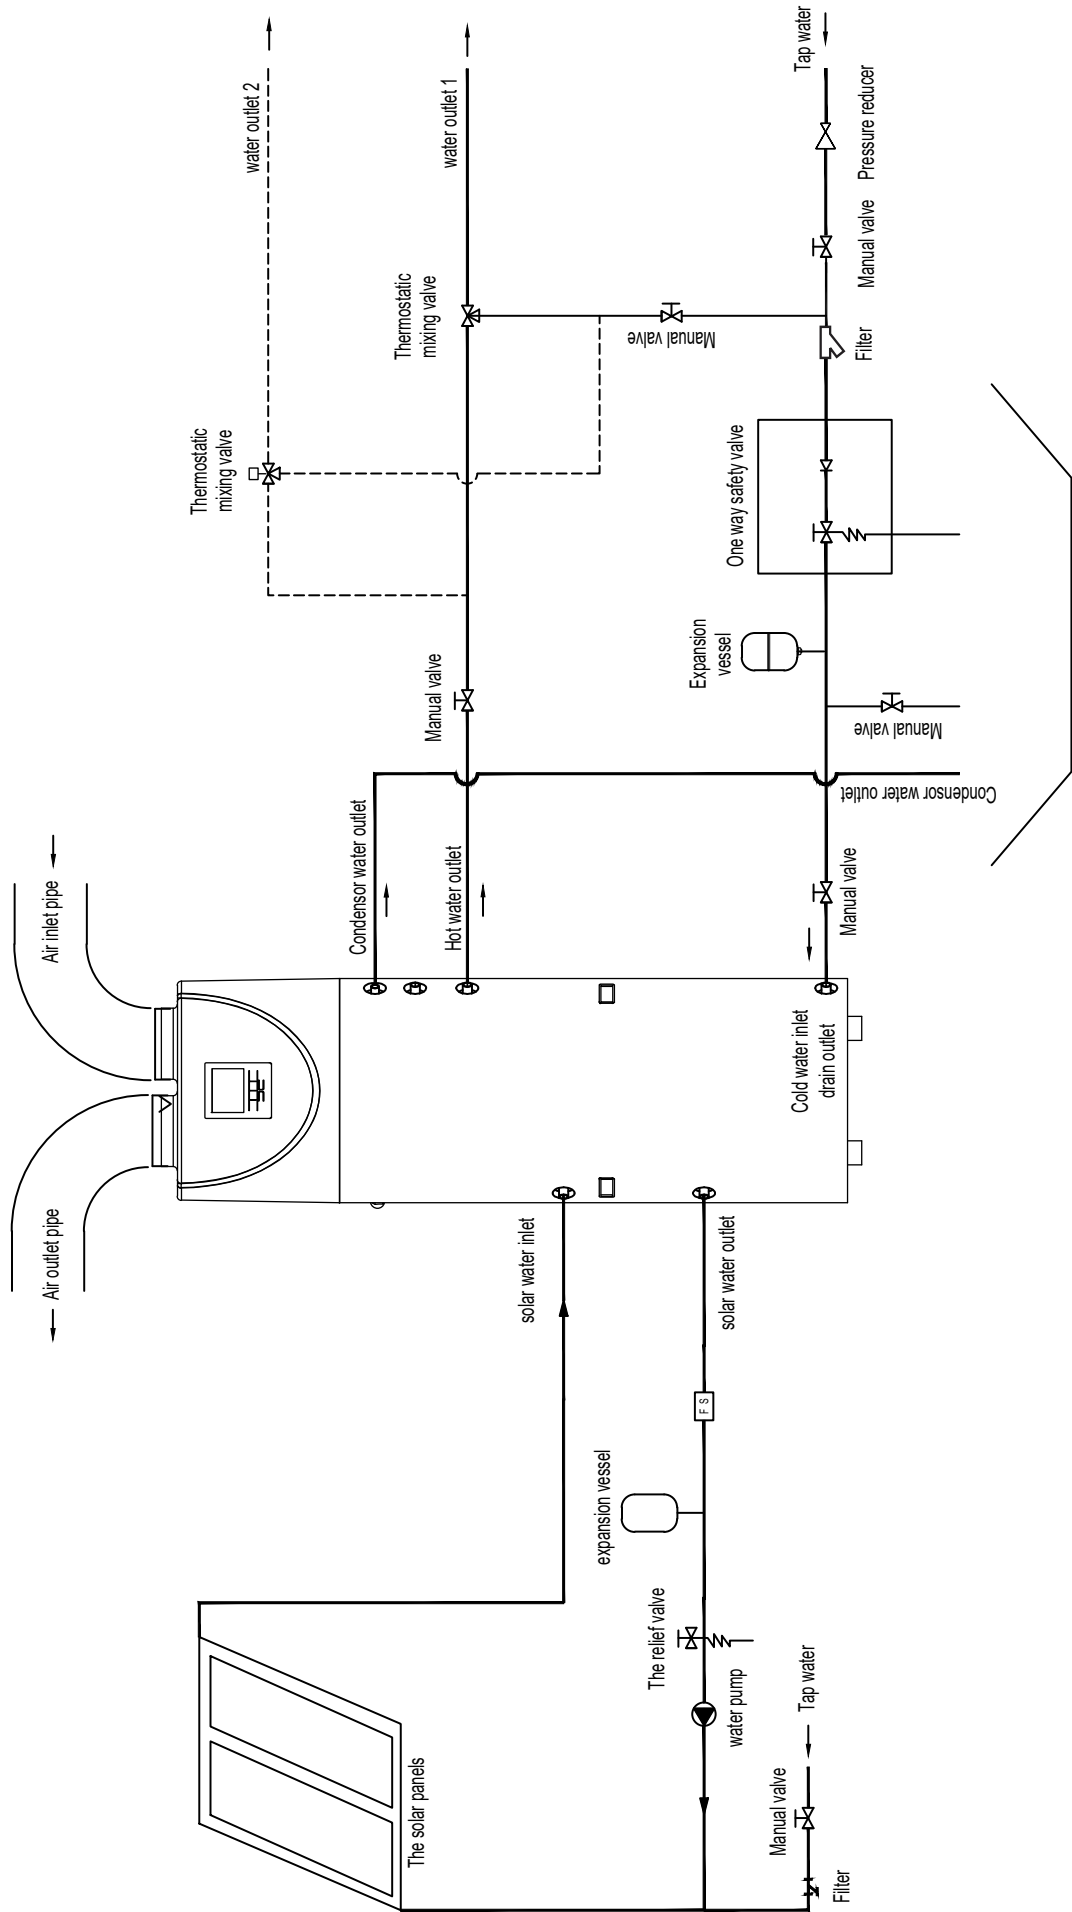 Air outlet pipe
Air inlet pipe
Thermostatic
mixing valve
water outlet 2
Condensor water outlet
Thermostatic
mixing valve
The solar panels
Manual valve
Hot water outlet
water outlet 1
solar water inlet
expansion vessel
The relief valve
F S
Expansion
vessel
Manual valve
water pump
solar water outlet
One way safety valve
Manual valve
Tap water
Cold water inlet
drain outlet
Tap water
Filter
Manual valve
Condensor water outlet
Manual valve
Filter
Manual valve
Pressure reducer